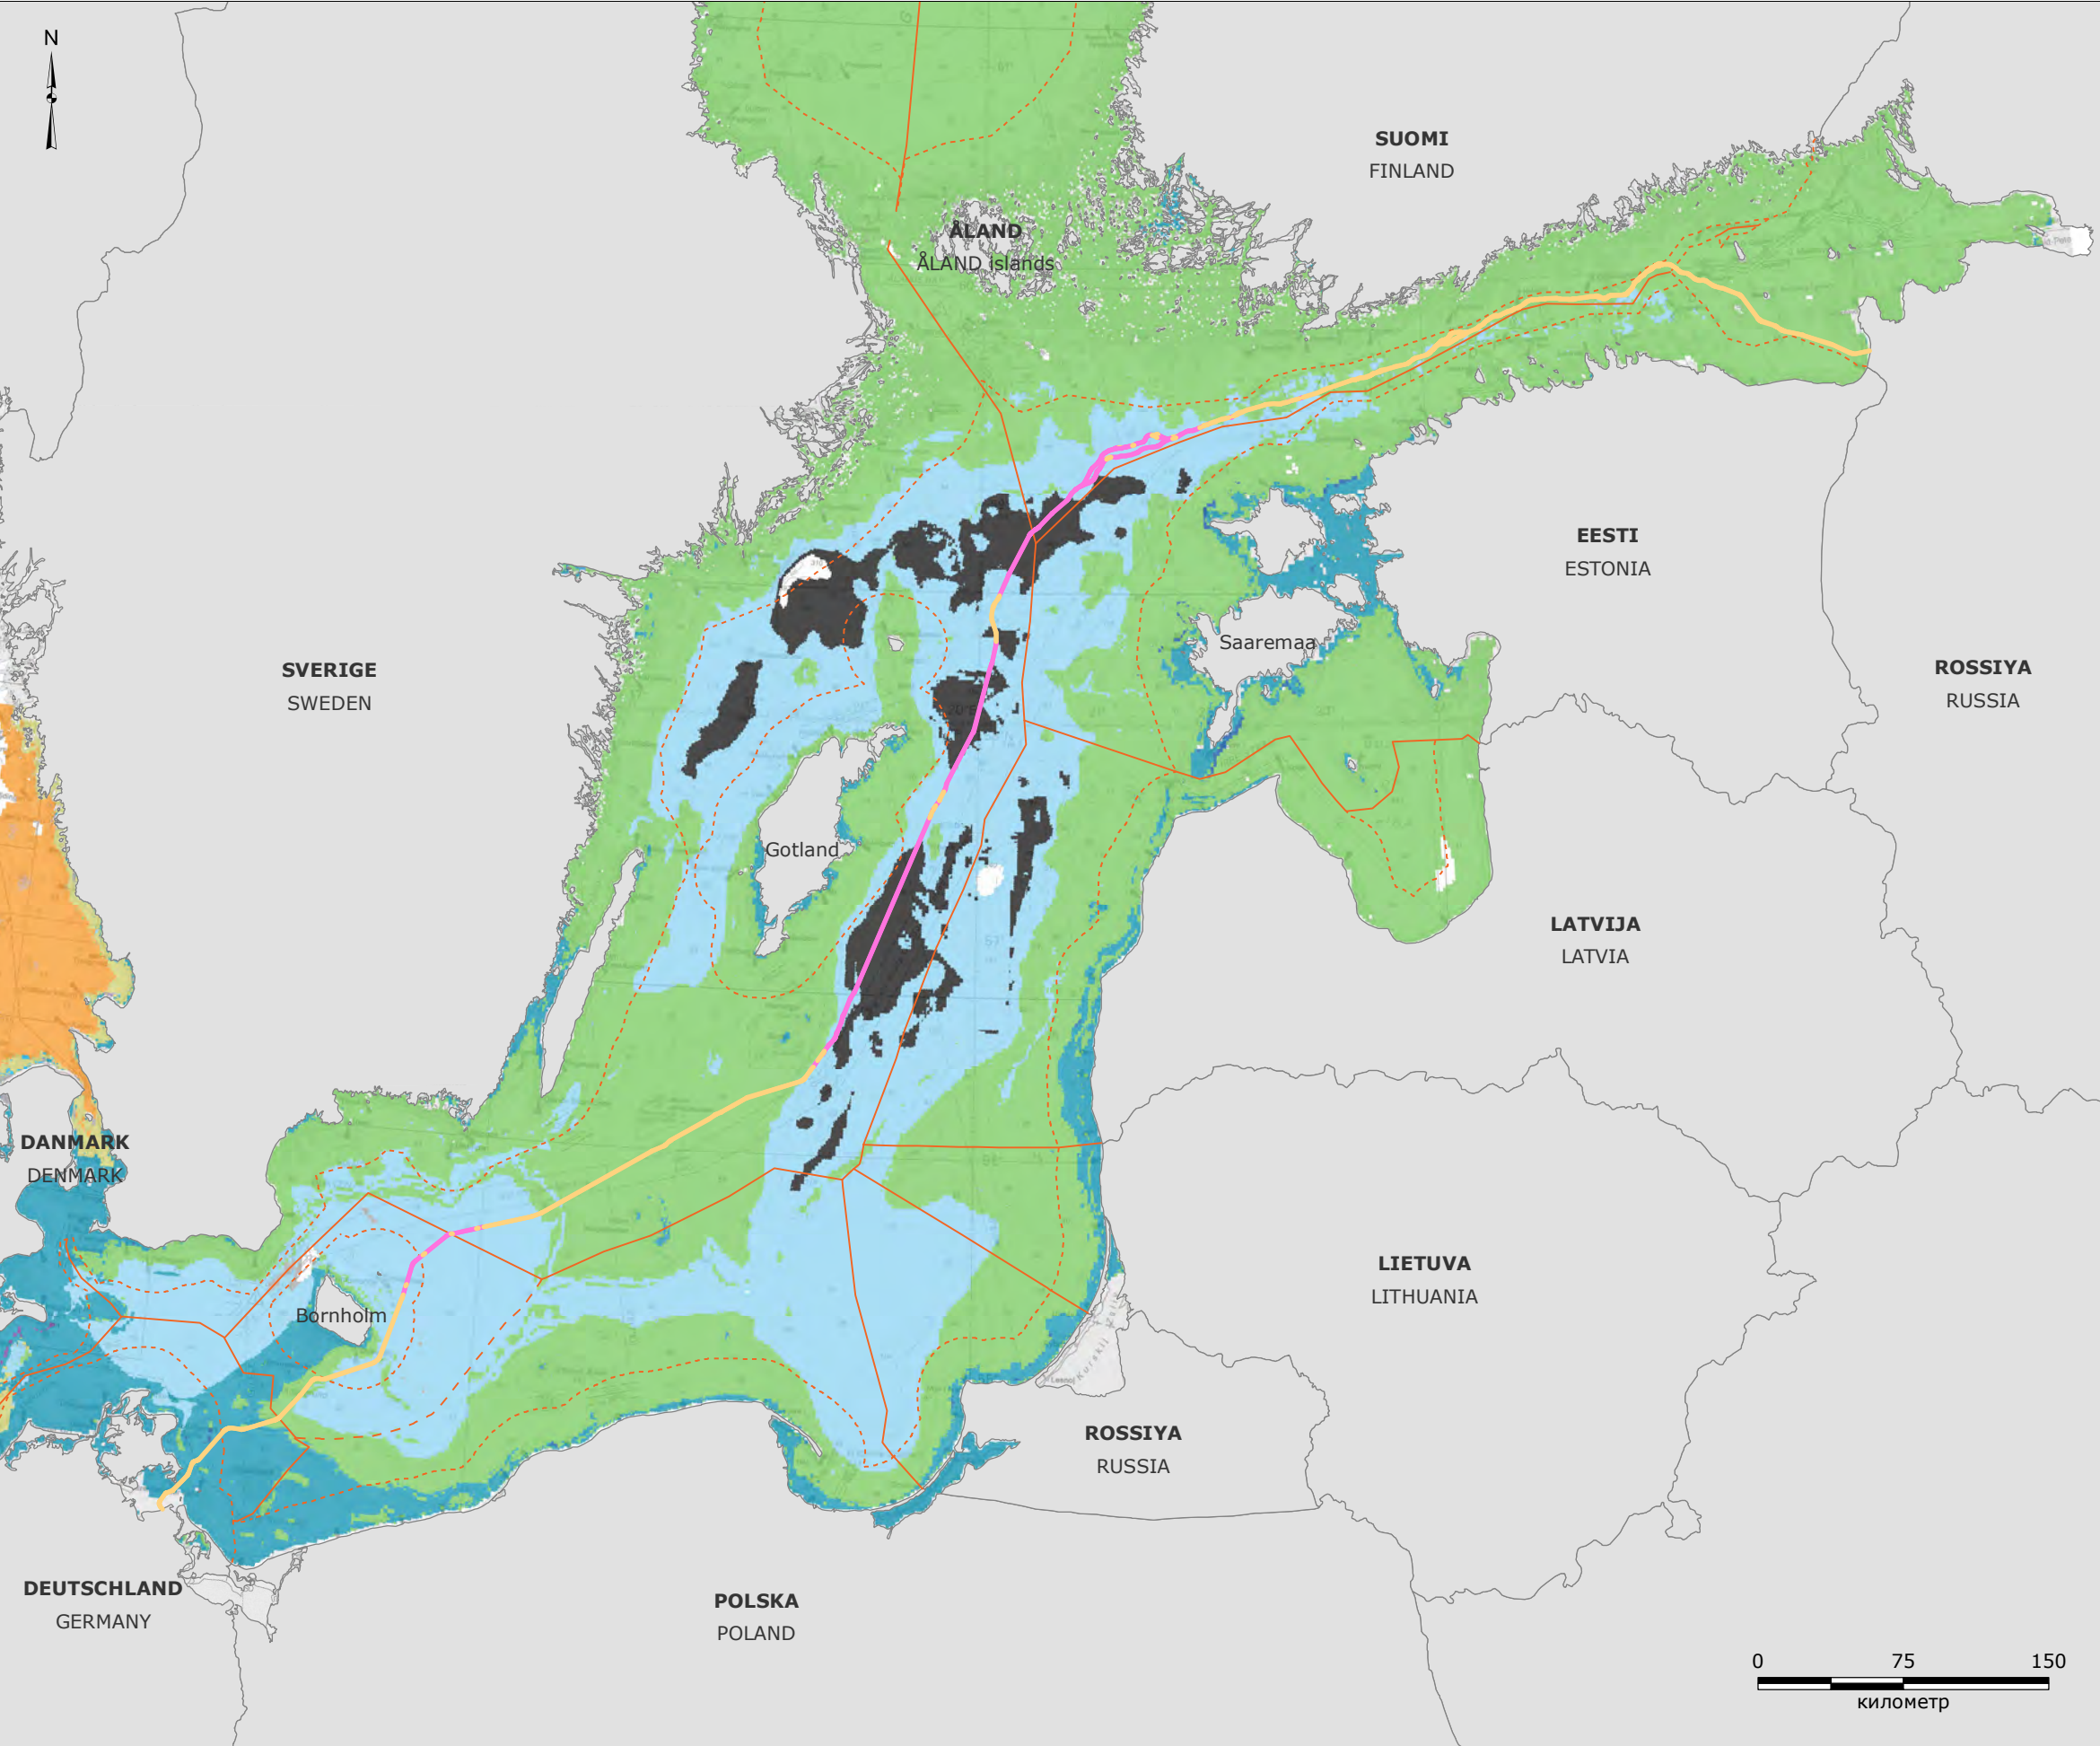 N
SUOMI
FINLAND
ÅLAND
ÅLAND islands
EESTI
ESTONIA
Saaremaa
SVERIGE
SWEDEN
ROSSIYA
RUSSIA
Gotland
LATVIJA
LATVIA
DANMARK
DENMARK
LIETUVA
LITHUANIA
Bornholm
ROSSIYA
RUSSIA
DEUTSCHLAND
GERMANY
POLSKA
POLAND
0 75 150
километр